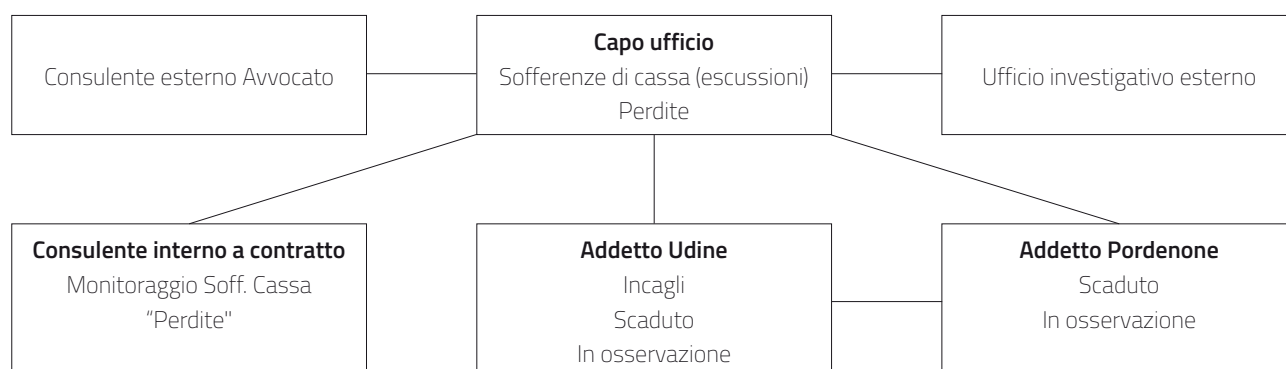 Consulente esterno Avvocato
Capo ufficio
Sofferenze di cassa (escussioni)
Perdite
Ufficio investigativo esterno
Consulente interno a contratto
Monitoraggio Soff. Cassa
“Perdite"
Addetto Udine
Incagli
Scaduto
In osservazione
Addetto Pordenone
Scaduto
In osservazione